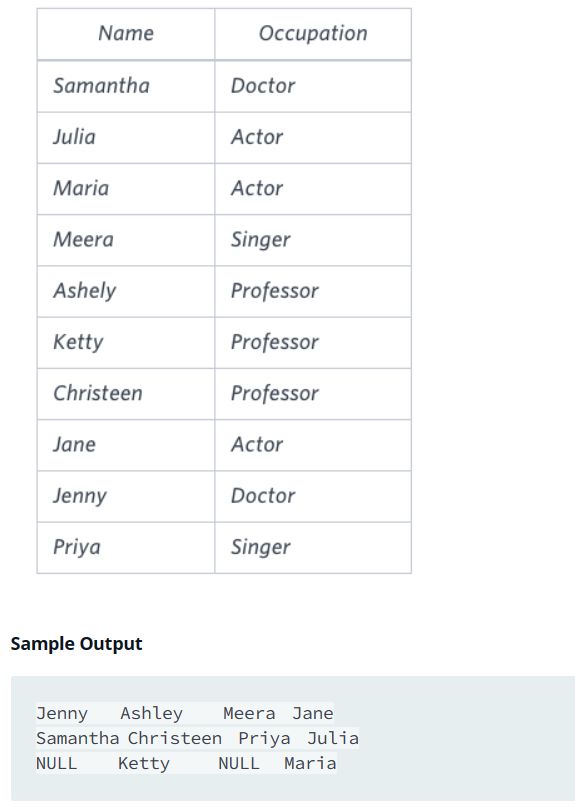 Name Occupation
Samantha Doctor
Julia Actor
Maria Actor
Meera Singer
Ashely Professor
Ketty Professor
Christeen Professor
Jane Actor
Jenny Doctor
Priya Singer
Sample Output
Jenny Ashley Meera Jane
Samantha Christeen Priya Julia
NULL Ketty NULL Maria